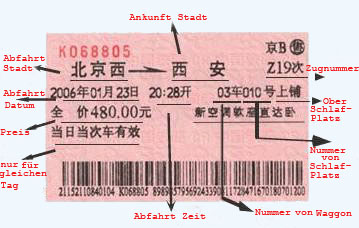 Ankunft Stadt
K068805
京B
Abfahrt
Stadt
北京西
西 安
Z19次
Zugnummer
Abfahrt
Datum
2006年01月23日
20:28开
03车010号上铺
Ober
Schlaf-
Platz
Preis
全 价480.00元
新空调软 直达卧
当日当次车有效
Nummer
von
Schlaf-
Platz
nur für
gleichen
Tag
21152110840104 K068805
Abfahrt Zeit
Nummer von Waggon